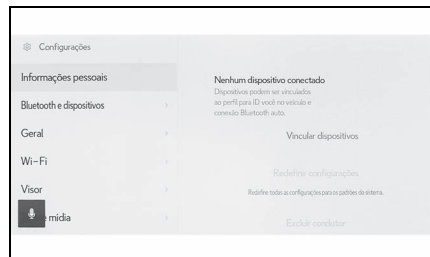 Configurações
Informações pessoais
Bluetooth e dispositivos
Geral
Wi-Fi
Visor
e mídia
Nenhum dispositivo conectado
Dispositivos podem ser vinculados
ao perfil para ID você no veículo e
conexão Bluetooth auto.
Vincular dispositivos
Redefinir configurações
Redefine todas as configurações para os padrões do sistema.
Excluir condutor